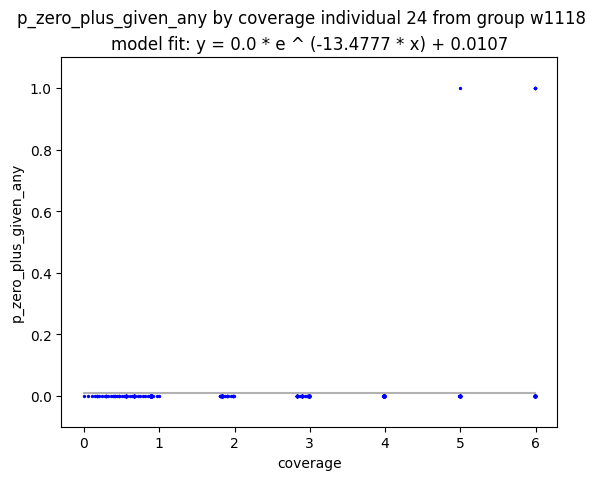 p_zero_plus_given_any by coverage individual 24 from group w1118
model fit: y = 0.0 * e ^ (-13.4777 * x) + 0.0107
1.0
0.8
0.6
0.4
0.2
0.0
p_zero_plus_given_any
0 1 2 3 4 5 6
coverage